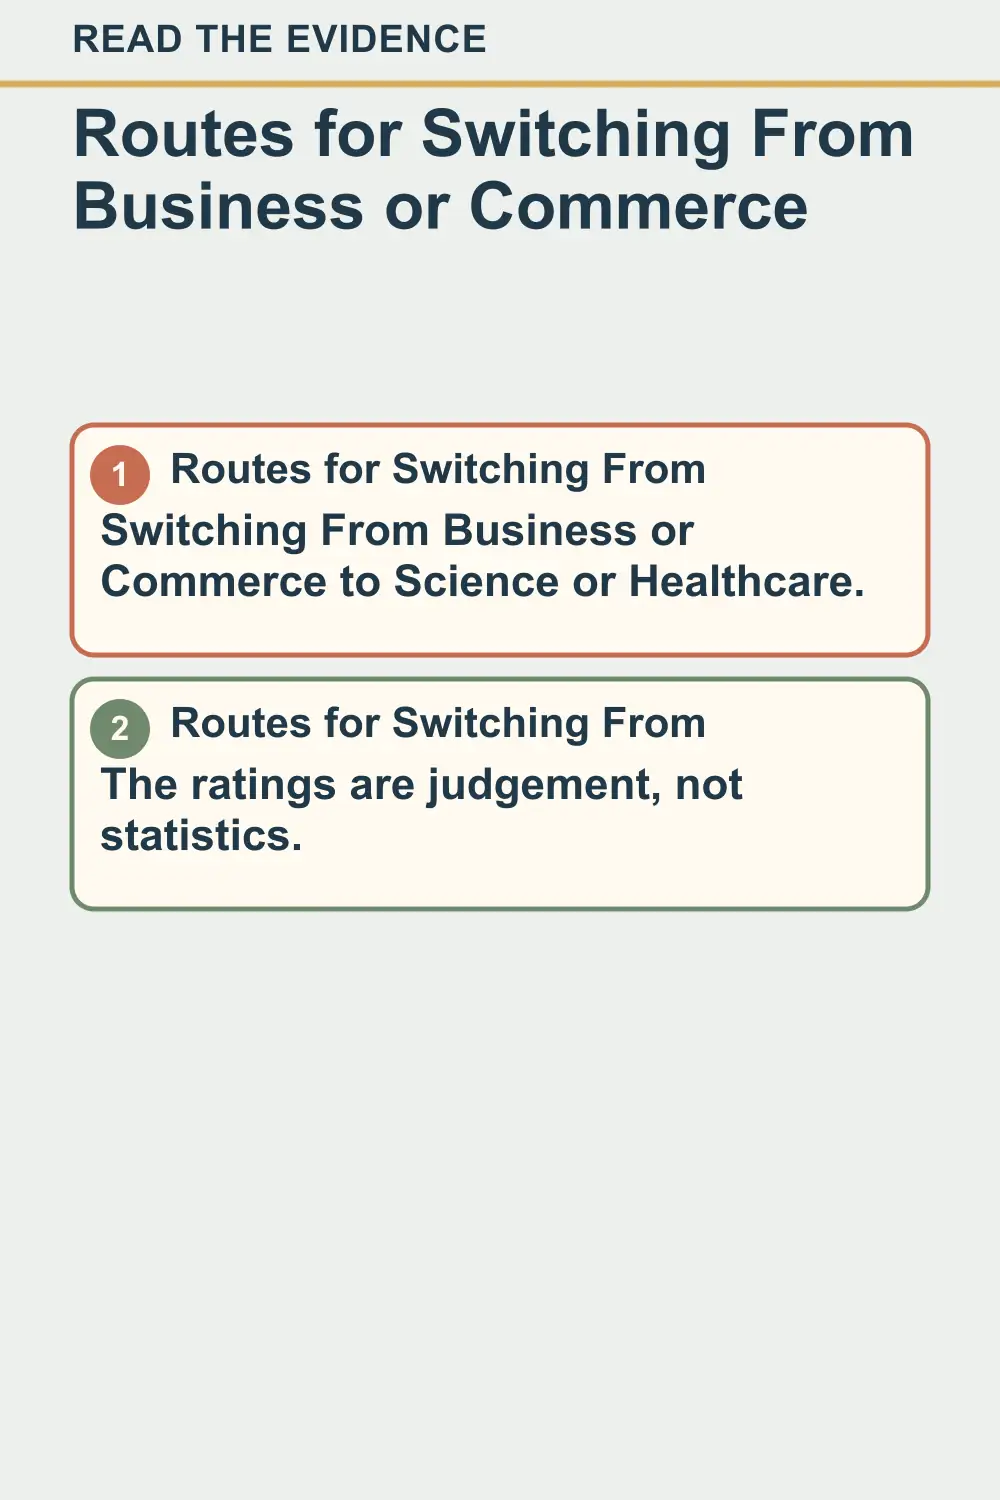 READ THE EVIDENCE
Routes for Switching From
Business or Commerce
1 Routes for Switching From
Switching From Business or
Commerce to Science or Healthcare.
2 Routes for Switching From
The ratings are judgement, not
statistics.